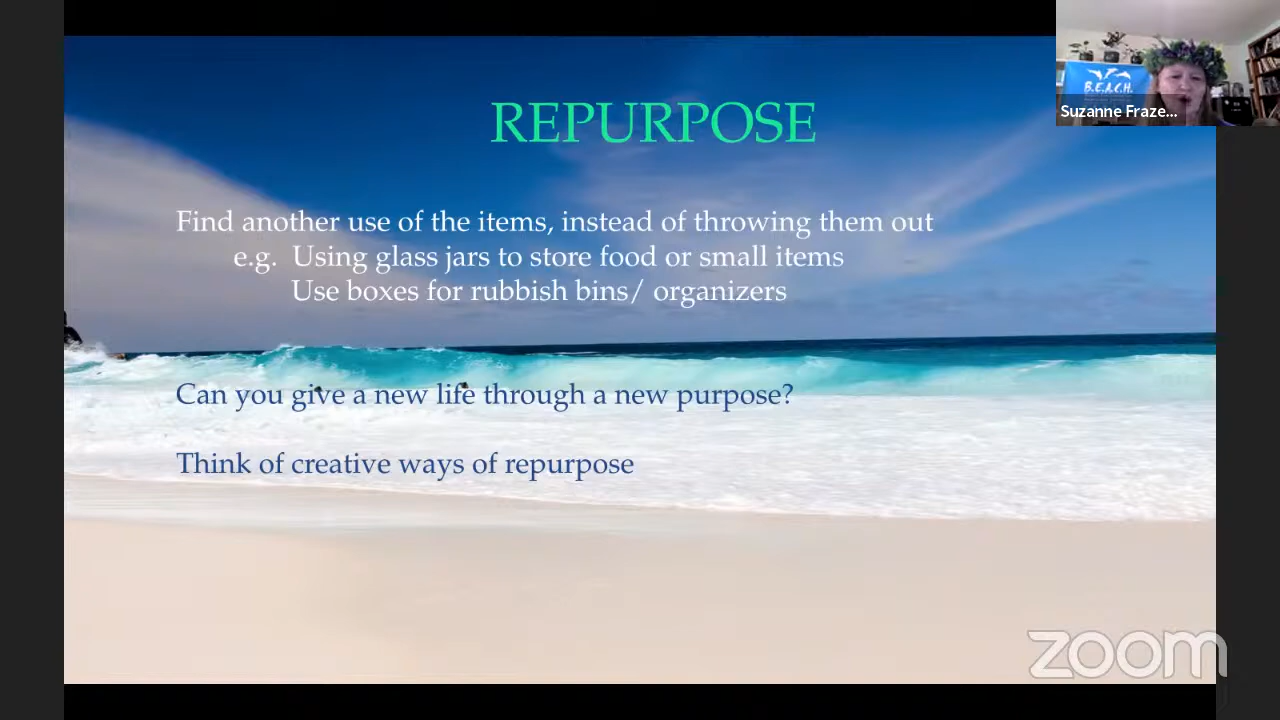 REPURPOSE
B.E.A.C.H.
Suzanne Fraze...
Find another use of the items, instead of throwing them out
e.g. Using glass jars to store food or small items
Use boxes for rubbish bins/ organizers
Can you give a new life through a new purpose?
Think of creative ways of repurpose
zoom